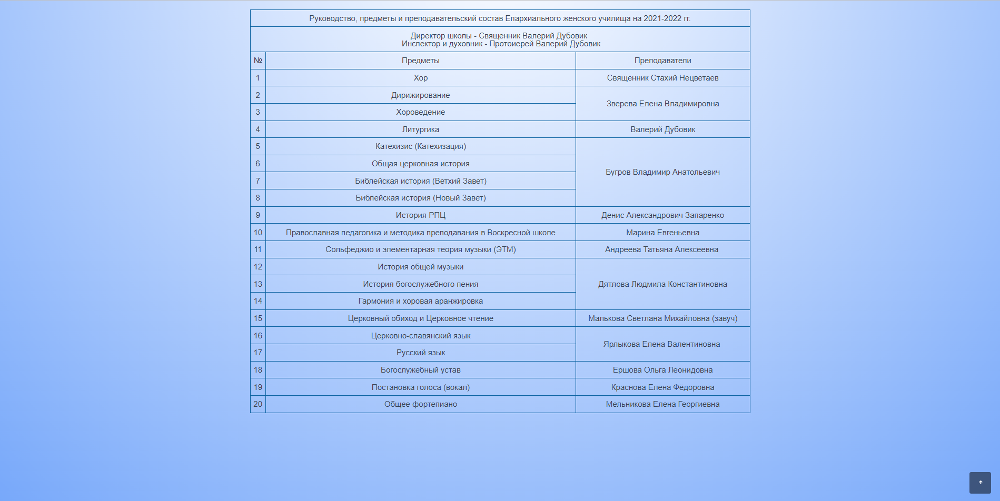 Руководство, предметы и преподавательский состав Епархиального женского училища на 2021-2022 гг.
Директор школы - Священник Валерий Дубовик
Инспектор и духовник - Протоиерей Валерий Дубовик
№ Предметы Преподаватели
1 Хор Священник Стахий Нецветаев
2 Дирижирование
Зверева Елена Владимировна
3 Хороведение
4 Литургика Валерий Дубовик
5 Катехизис (Катехизация)
6 Общая церковная история
Бугров Владимир Анатольевич
7 Библейская история (Ветхий Завет)
8 Библейская история (Новый Завет)
9 История РПЦ Денис Александрович Запаренко
10 Православная педагогика и методика преподавания в Воскресной школе Марина Евгеньевна
11 Сольфеджио и элементарная теория музыки (ЭТМ) Андреева Татьяна Алексеевна
12 История общей музыки
13 История богослужебного пения Дятлова Людмила Константиновна
14 Гармония и хоровая аранжировка
15 Церковный обиход и Церковное чтение Малькова Светлана Михайловна (завуч)
16 Церковно-славянский язык
Ярлыкова Елена Валентиновна
17 Русский язык
18 Богослужебный устав Ершова Ольга Леонидовна
19 Постановка голоса (вокал) Краснова Елена Фёдоровна
20 Общее фортепиано Мельникова Елена Георгиевна